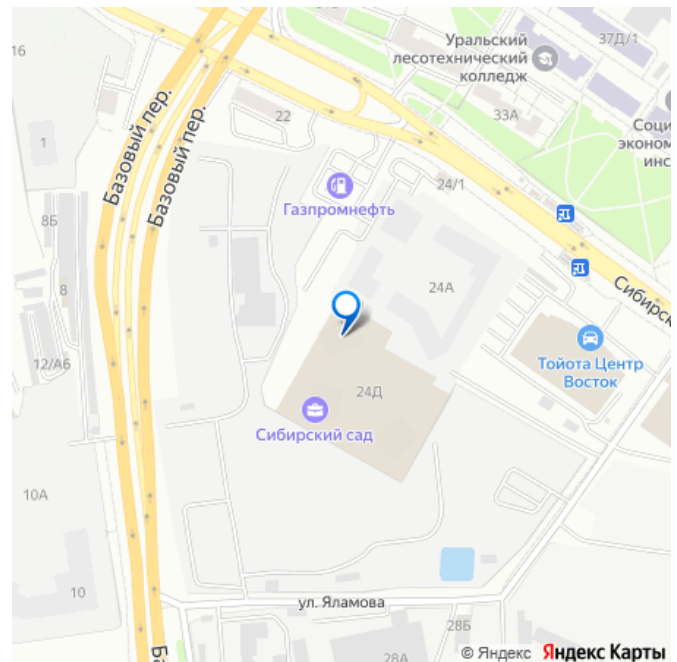 16
Уральский
лесотехнический
колледж
37Д/1
Базовый пер.
Базовый пер.
22
33А
Соци
эконом
инс
1
24/1
Газпромнефть
8Б
8
24А
Сибирск
12/А6
Тойота Центр
Восток
24Д
Сибирский сад
10А
10
ул. Яламова
Ба
28Б
28А
© Яндекс Яндекс Карты